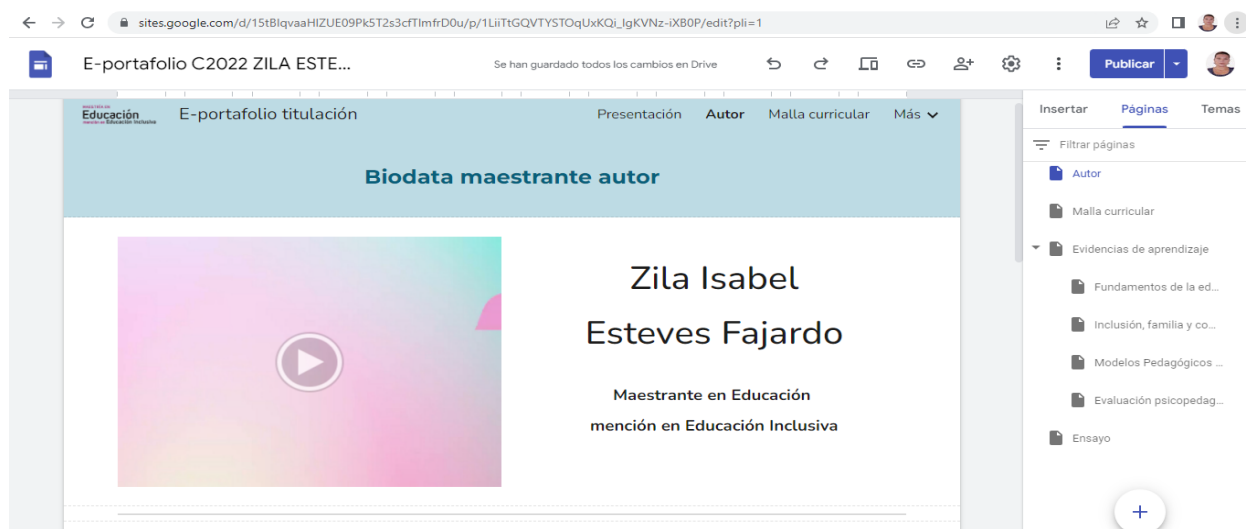 sites.google.com/d/15tBlqvaaHlZUE09Pk5T2s3cfTlmfrD0u/p/1LiiTtGQVTYSTOqUxKQi_lgKVNz-iXB0P/edit?pli=1
E-portafolio C2022 ZILA ESTE...
Se han guardado todos los cambios en Drive
Publicar
Educación
E-portafolio titulación
Presentación Autor Malla curricular Más
Biodata maestrante autor
Zila Isabel
Esteves Fajardo
Maestrante en Educación
mención en Educación Inclusiva
Insertar Páginas Temas
Filtrar páginas
Autor
Malla curricular
Evidencias de aprendizaje
Fundamentos de la ed...
Inclusión, familia y co...
Modelos Pedagógicos ...
Evaluación psicopedag...
Ensayo